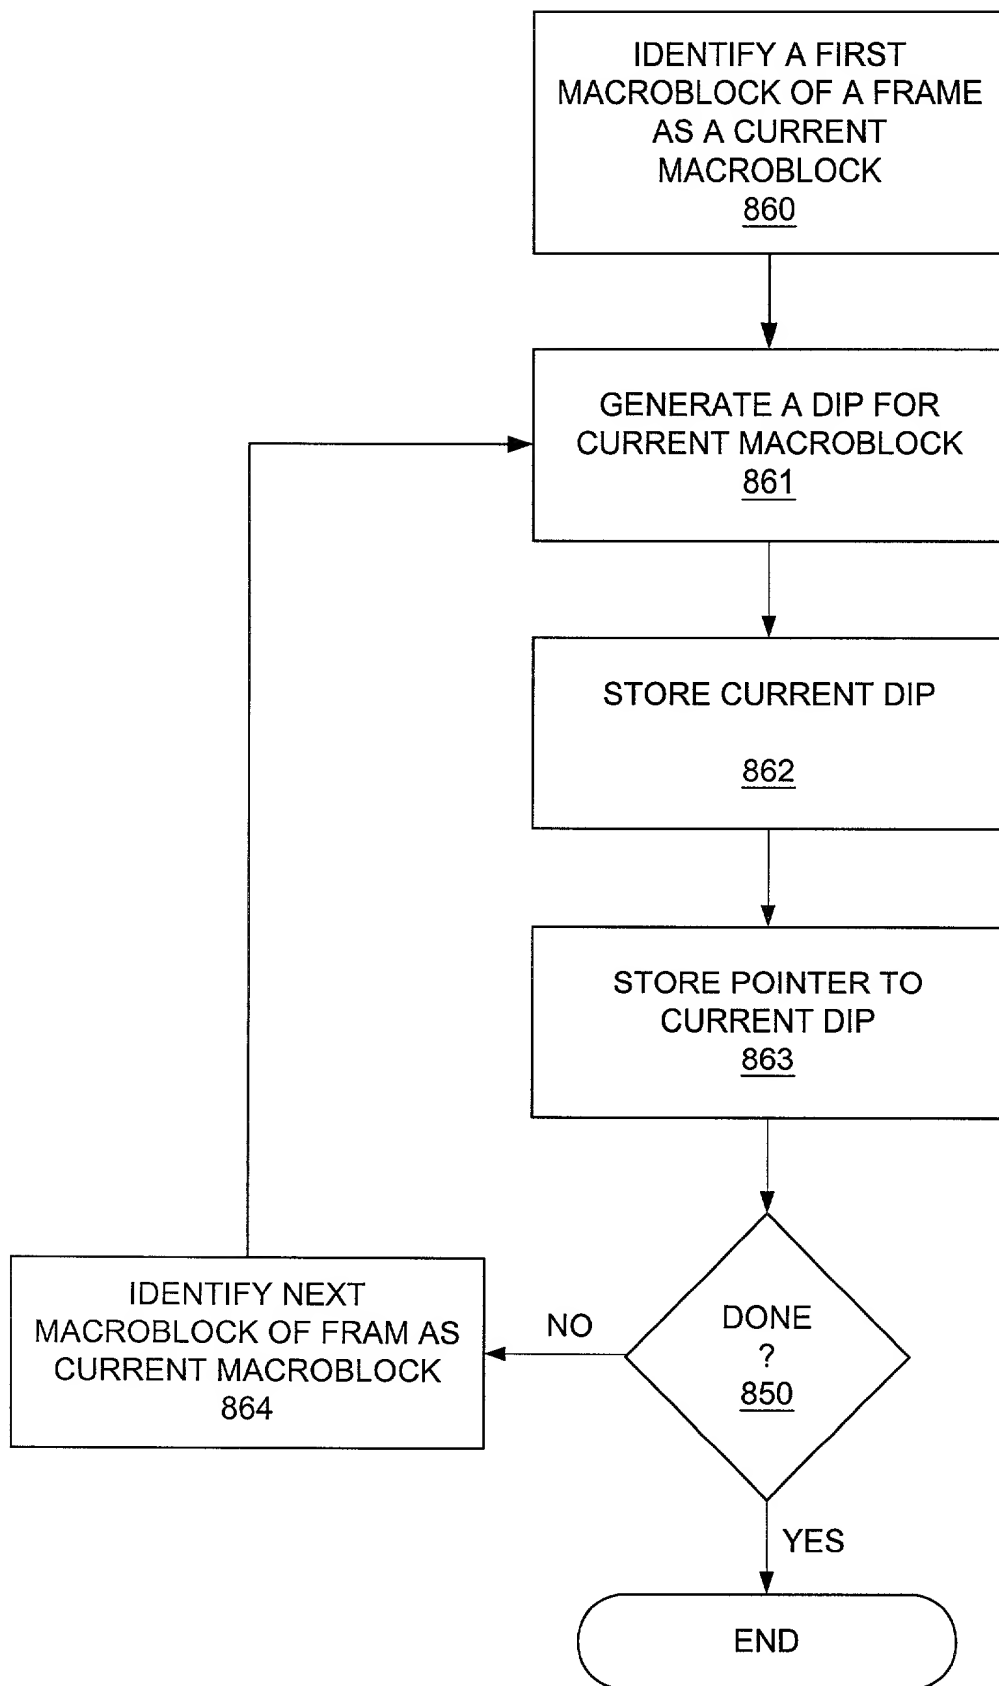 IDENTIFY A FIRST
MACROBLOCK OF A FRAME
AS A CURRENT
MACROBLOCK
860
GENERATE A DIP FOR
CURRENT MACROBLOCK
861
STORE CURRENT DIP
862
STORE POINTER TO
CURRENT DIP
863
DONE
?
850
NO
IDENTIFY NEXT
MACROBLOCK OF FRAM AS
CURRENT MACROBLOCK
864
YES
END